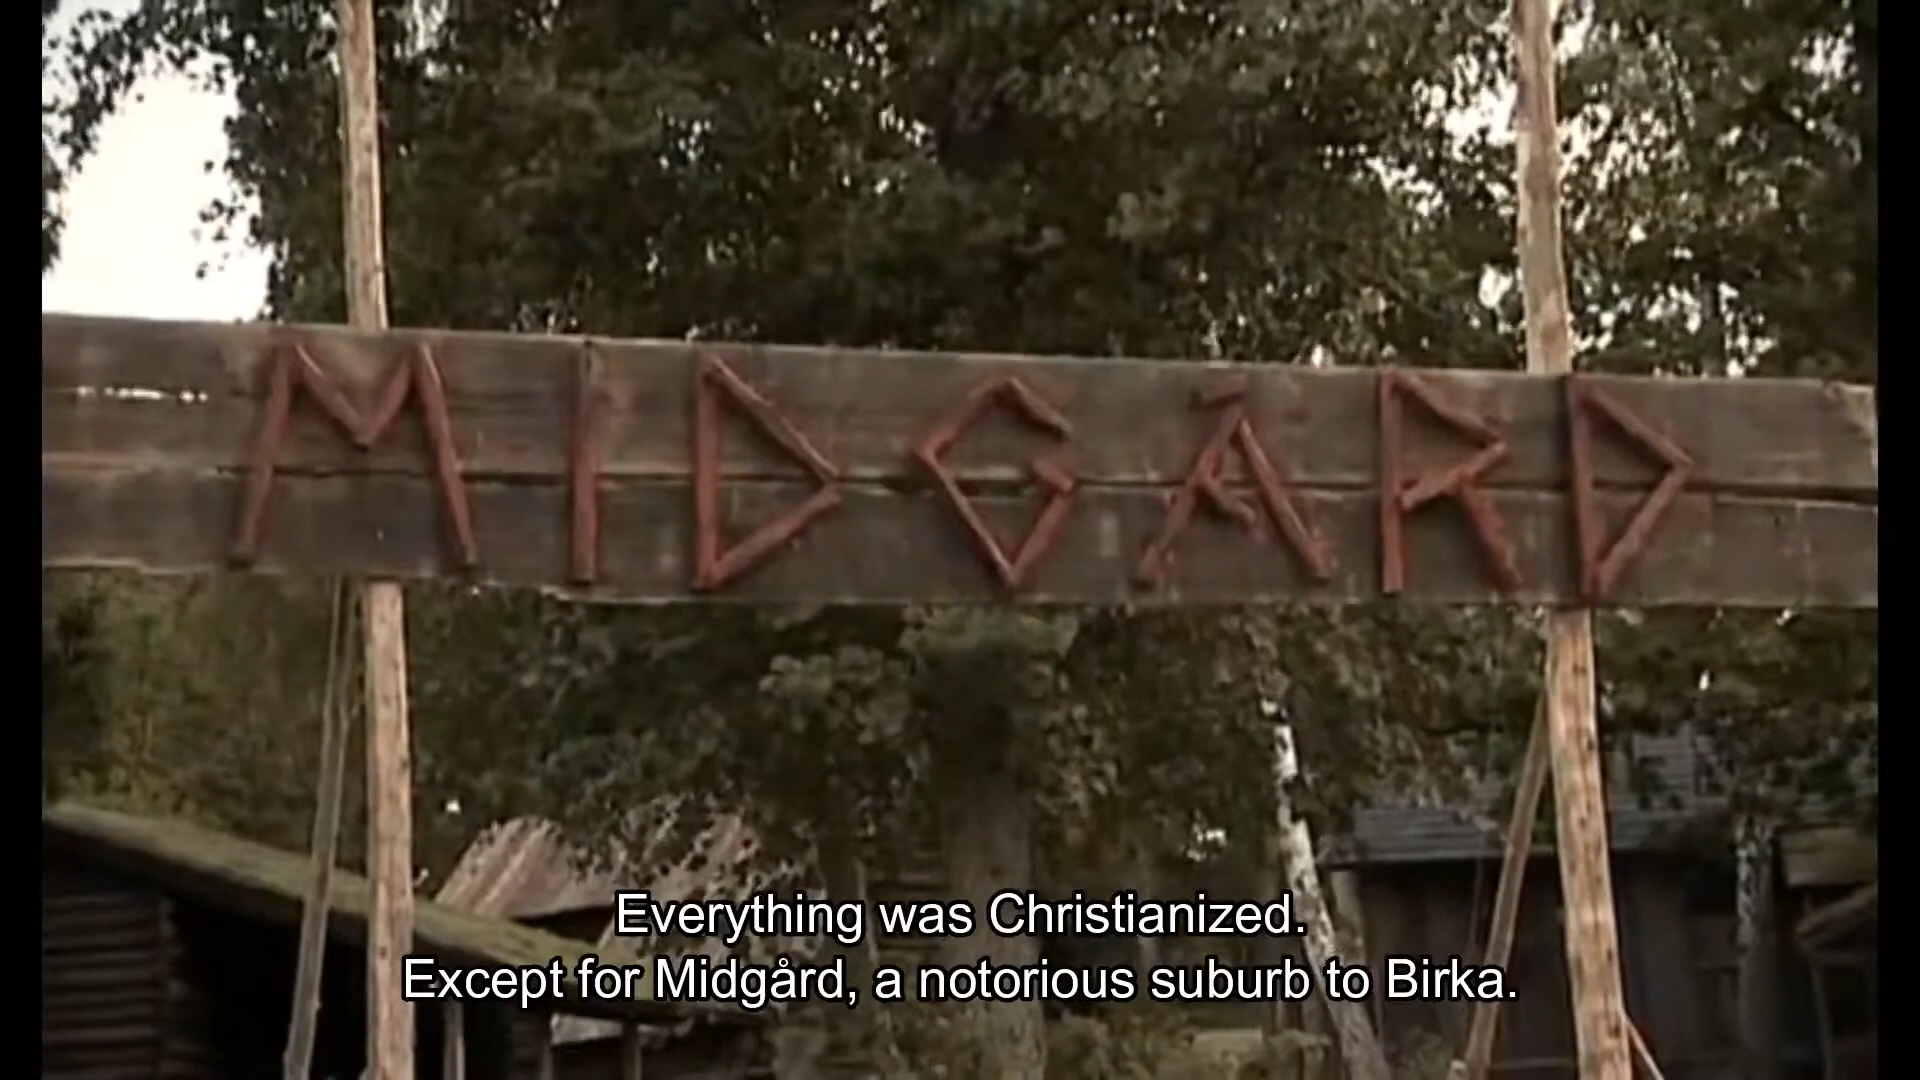 MIDGÅRD
Everything was Christianized.
Except for Midgård, a notorious suburb to Birka.